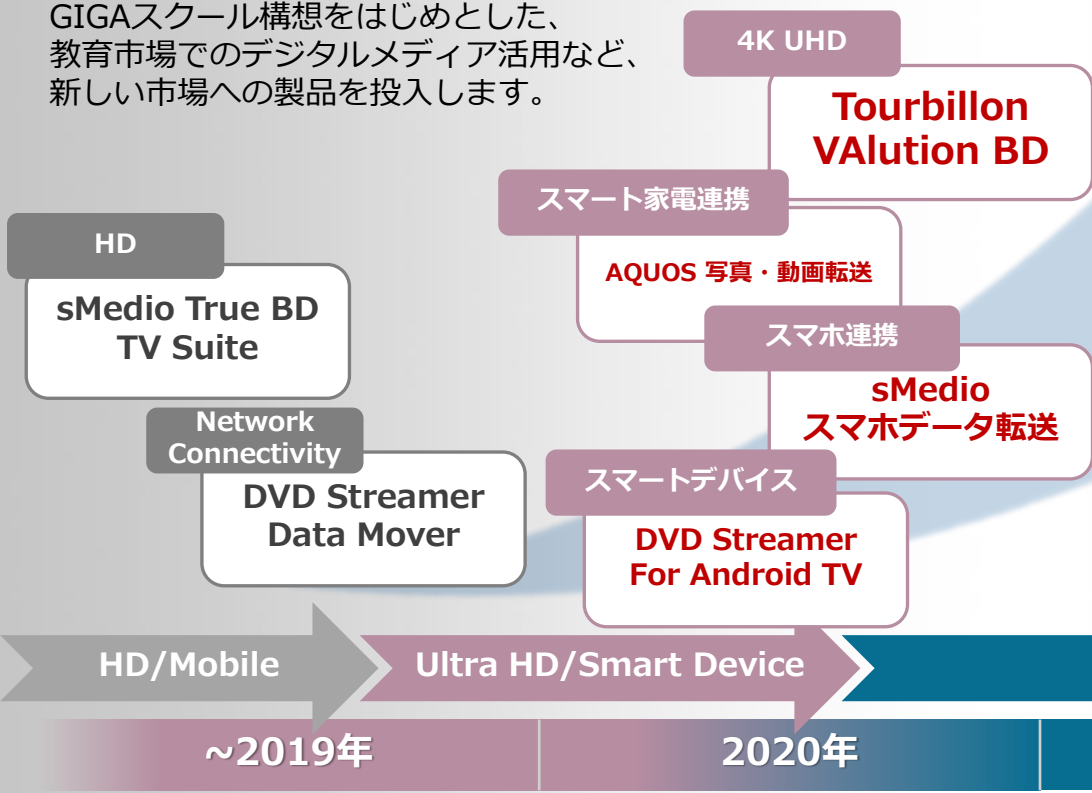 GIGAスクール構想をはじめとした、
教育市場でのデジタルメディア活用など、
新しい市場への製品を投入します。
4K UHD
Tourbillon
VAlution BD
スマート家電連携
AQUOS 写真・動画転送
HD
sMedio True BD
TV Suite
スマホ連携
sMedio
スマホデータ転送
Network
Connectivity
DVD Streamer
Data Mover
スマートデバイス
DVD Streamer
For Android TV
HD/Mobile
Ultra HD/Smart Device
~2019年
2020年